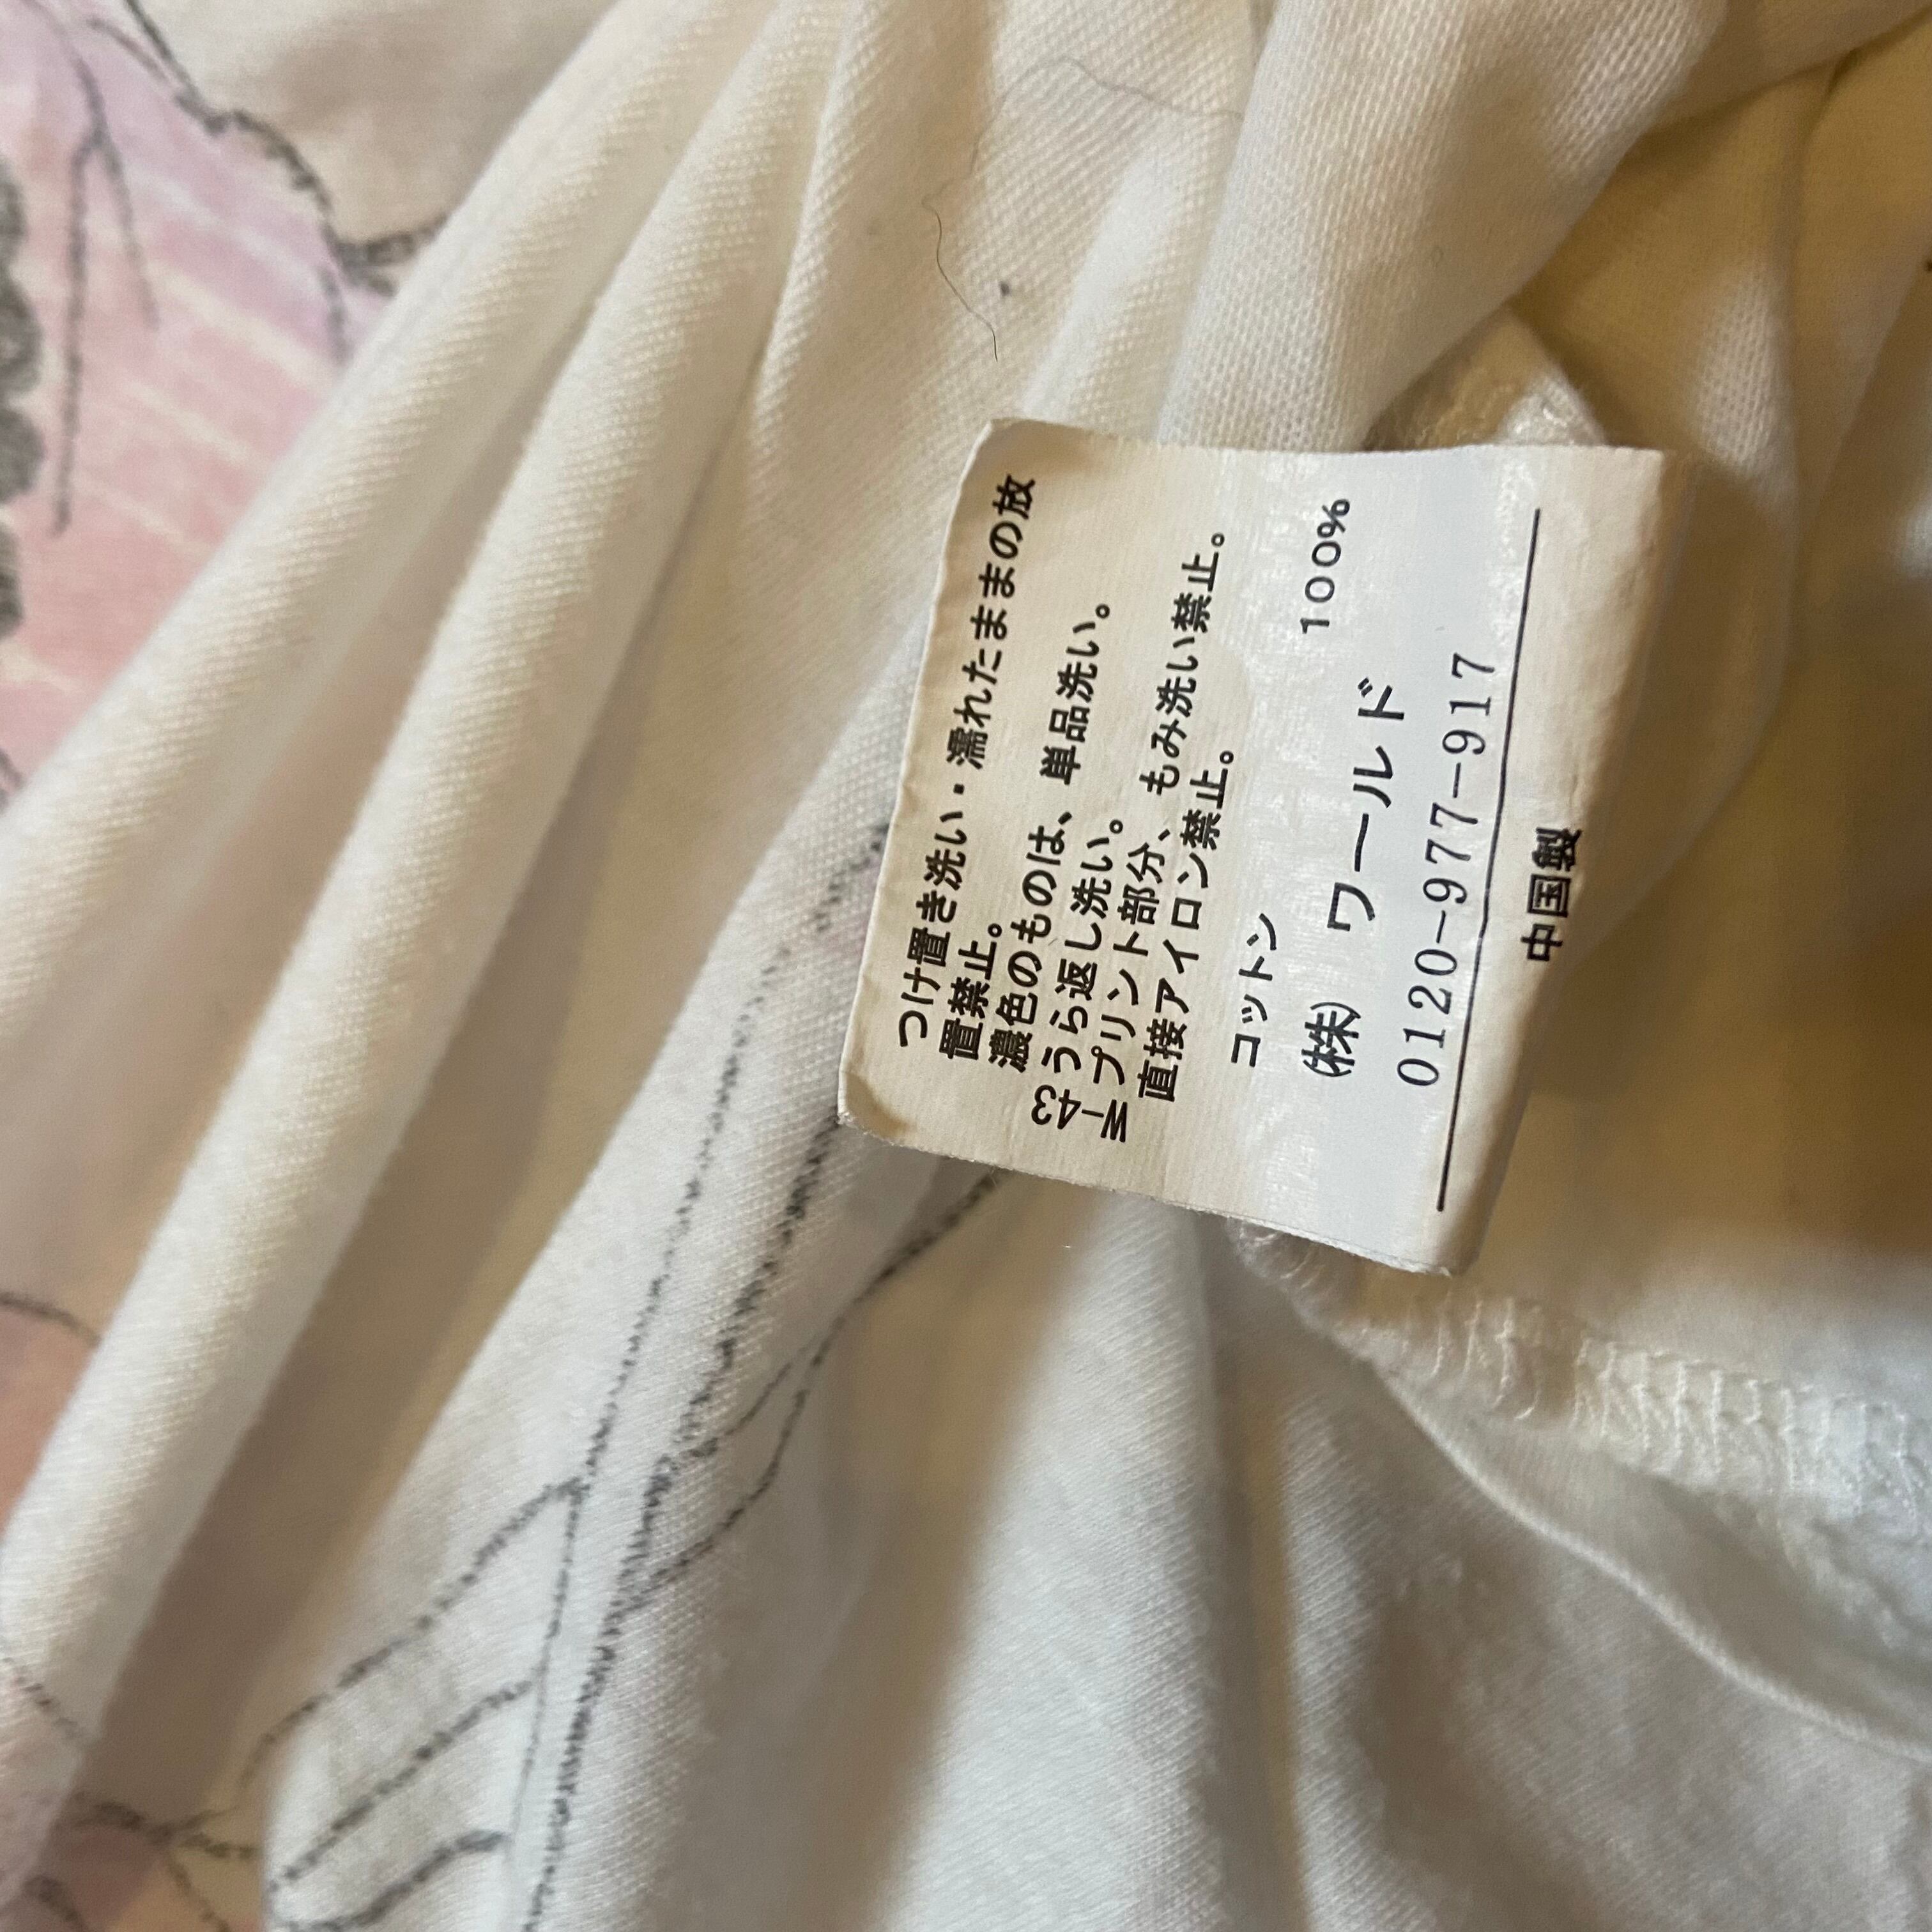 つけ置き洗い・濡れたままの放
置禁止。
濃色のものは、単品洗い。
うら返し洗い。
プリント部分、もみ洗い禁止。
直接アイロン禁止。
W-43
コットン 100%
㈱ ワールド
0120-977-917
中国製